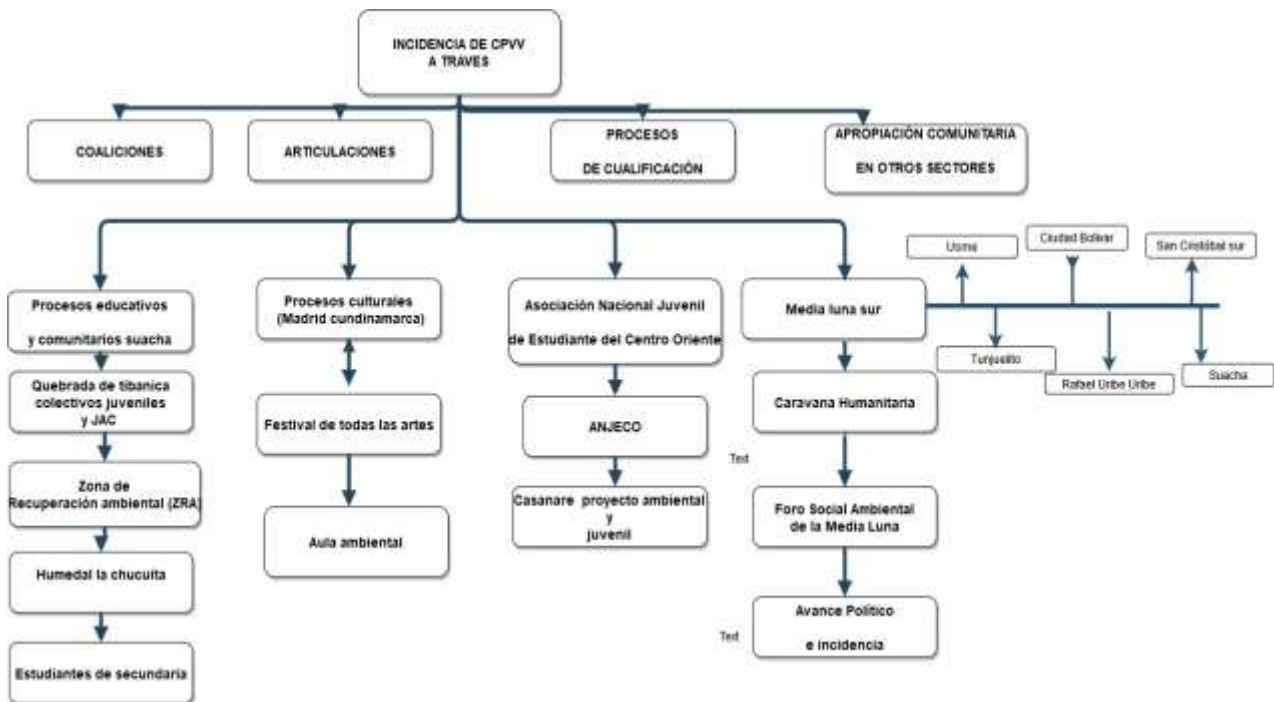 INCIDENCIA DE CPVV
A TRAVES
COALICIONES
ARTICULACIONES
PROCESOS
DE CUALIFICACIÓN
APROPIACIÓN COMUNITARIA
EN OTROS SECTORES
Usme
Ciudad Bolivar
San Cristóbal sur
Procesos educativos
y comunitarios suacha
Procesos culturales
(Madrid cundinamarca)
Asociación Nacional Juvenil
de Estudiante del Centro Oriente
Media luna sur
Tunjuelito
Rafael Uribe Uribe
Suacha
Quebrada de tibanica
colectivos juveniles
y JAC
Festival de todas las artes
ANJECO
Caravana Humanitaria
Text
Zona de
Recuperación ambiental (ZRA)
Aula ambiental
Casanare proyecto ambiental
y
juvenil
Foro Social Ambiental
de la Media Luna
Humedal la chucuita
Avance Político
e incidencia
Text
Estudiantes de secundaria